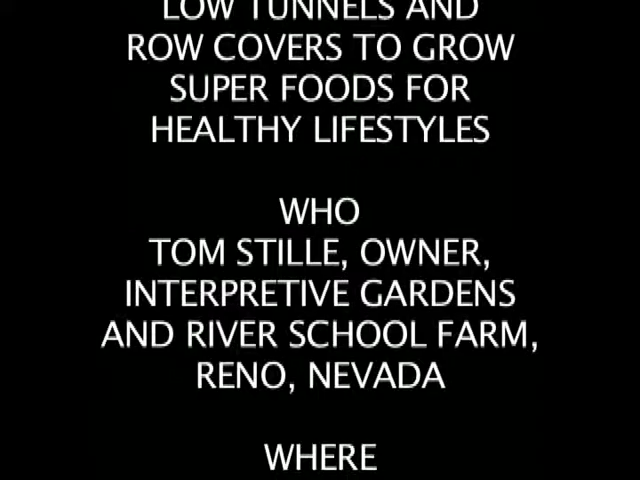 LOW TUNNELS AND
ROW COVERS TO GROW
SUPER FOODS FOR
HEALTHY LIFESTYLES
WHO
TOM STILLE, OWNER,
INTERPRETIVE GARDENS
AND RIVER SCHOOL FARM,
RENO, NEVADA
WHERE